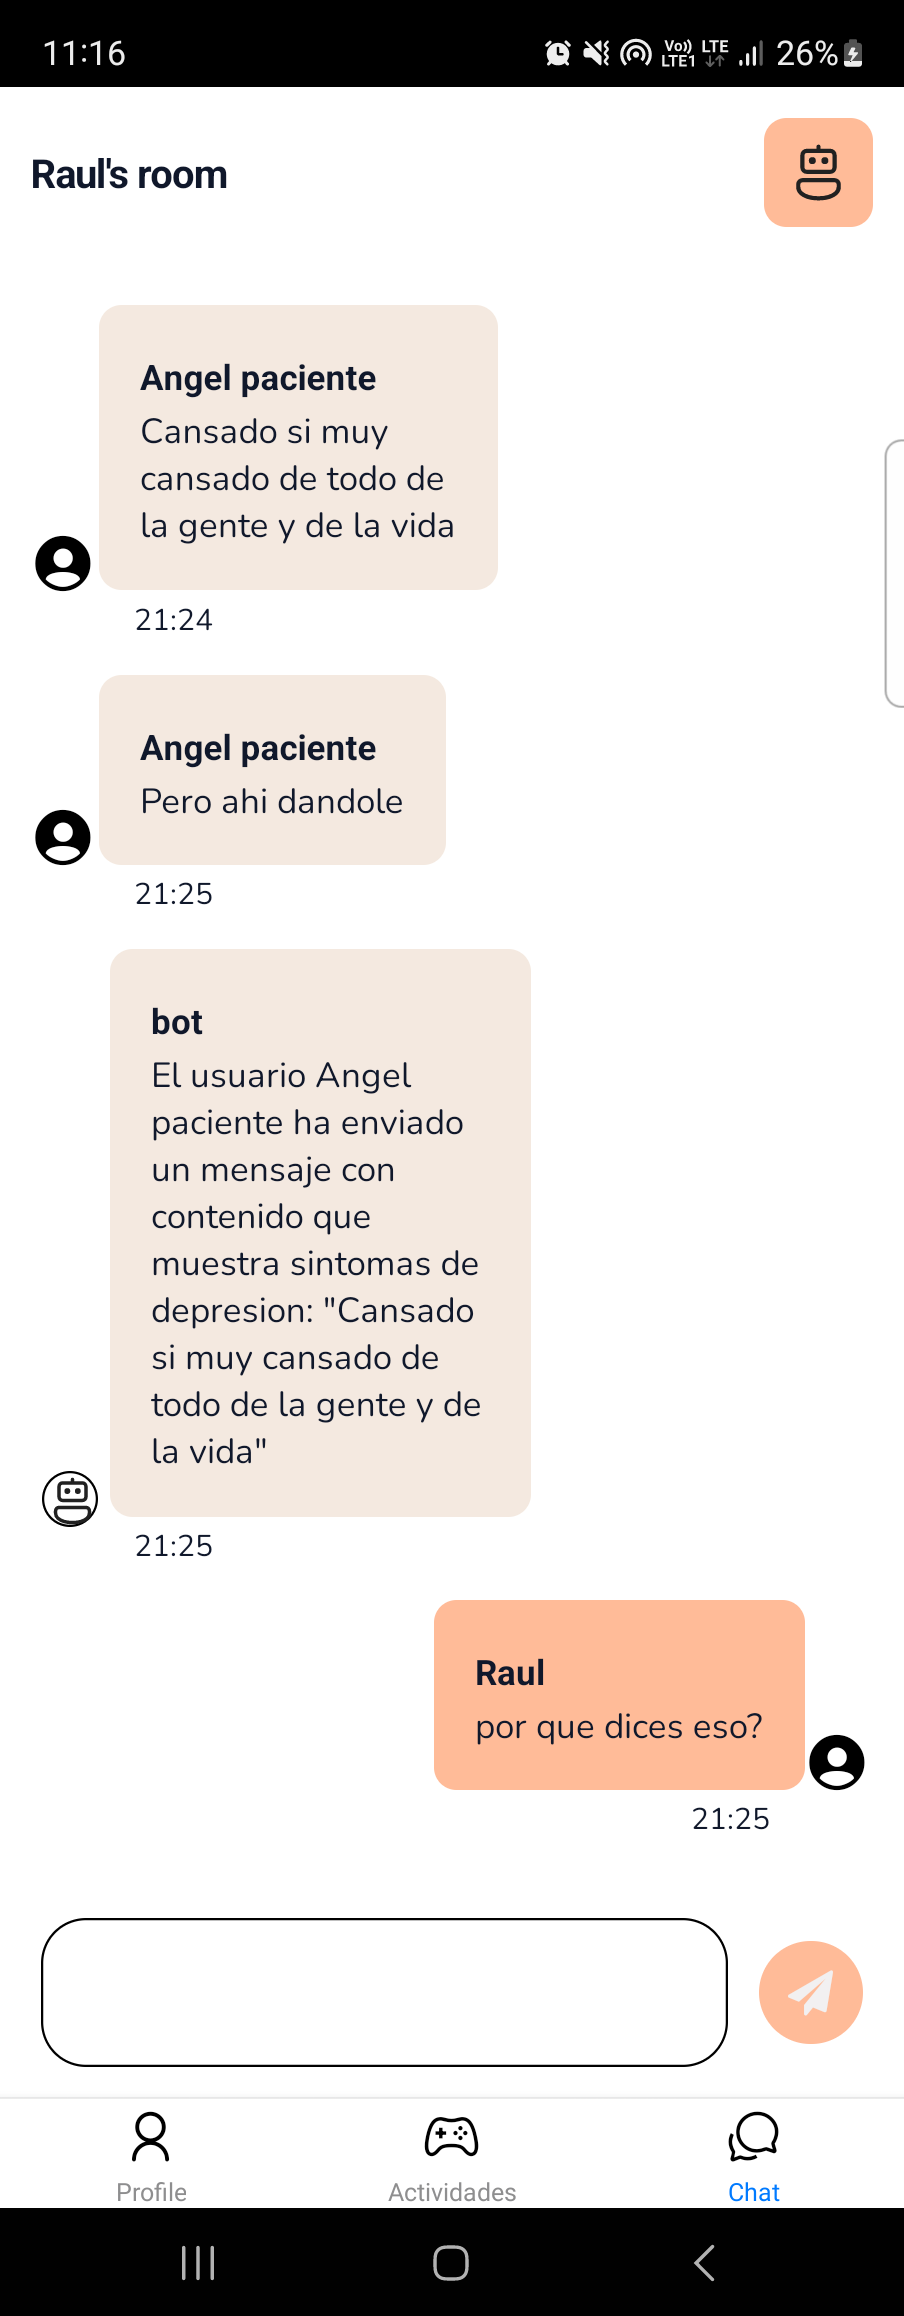 11:16
Vo)) LTE
LTE1
26%
Raul's room
Angel paciente
Cansado si muy
cansado de todo de
la gente y de la vida
21:24
Angel paciente
Pero ahi dandole
21:25
bot
El usuario Angel
paciente ha enviado
un mensaje con
contenido que
muestra sintomas de
depresion: "Cansado
si muy cansado de
todo de la gente y de
la vida"
21:25
Raul
por que dices eso?
21:25
Profile
Actividades
Chat